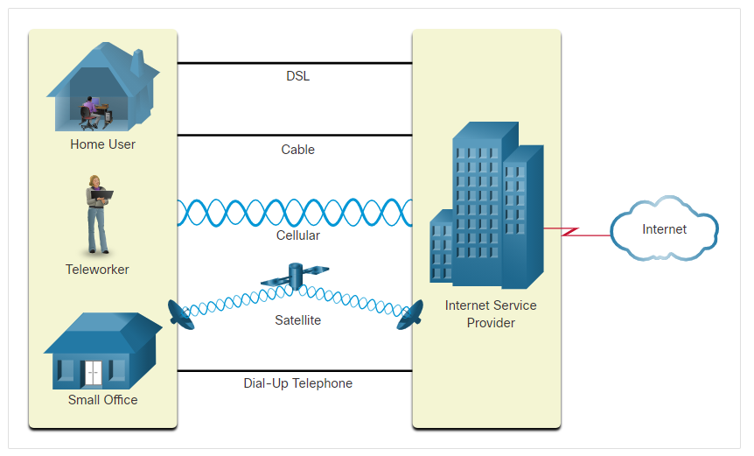 DSL
Home User
Cable
Teleworker
Cellular
Satellite
Small Office
Dial-Up Telephone
Internet Service
Provider
Internet